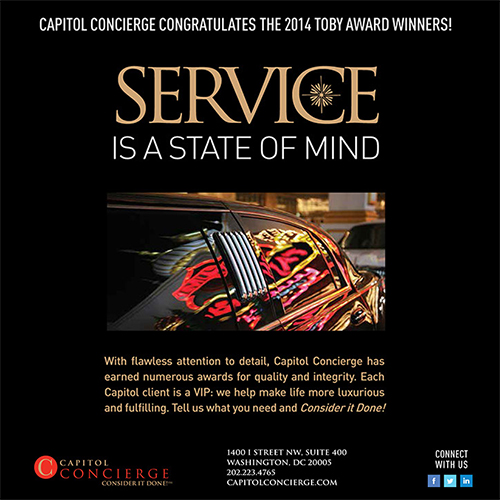 CAPITOL CONCIERGE CONGRATULATES THE 2014 TOBY AWARD WINNERS!
SERVICE
IS A STATE OF MIND
With flawless attention to detail, Capitol Concierge has
earned numerous awards for quality and integrity. Each
Capitol client is a VIP: we help make life more luxurious
and fulfilling. Tell us what you need and Consider it Done!
C CAPITOL
CONCIERGE
CONSIDER IT DONE!™
1400 I STREET NW, SUITE 400
WASHINGTON, DC 20005
202.223.4765
CAPITOLCONCIERGE.COM
CONNECT
WITH US
f in